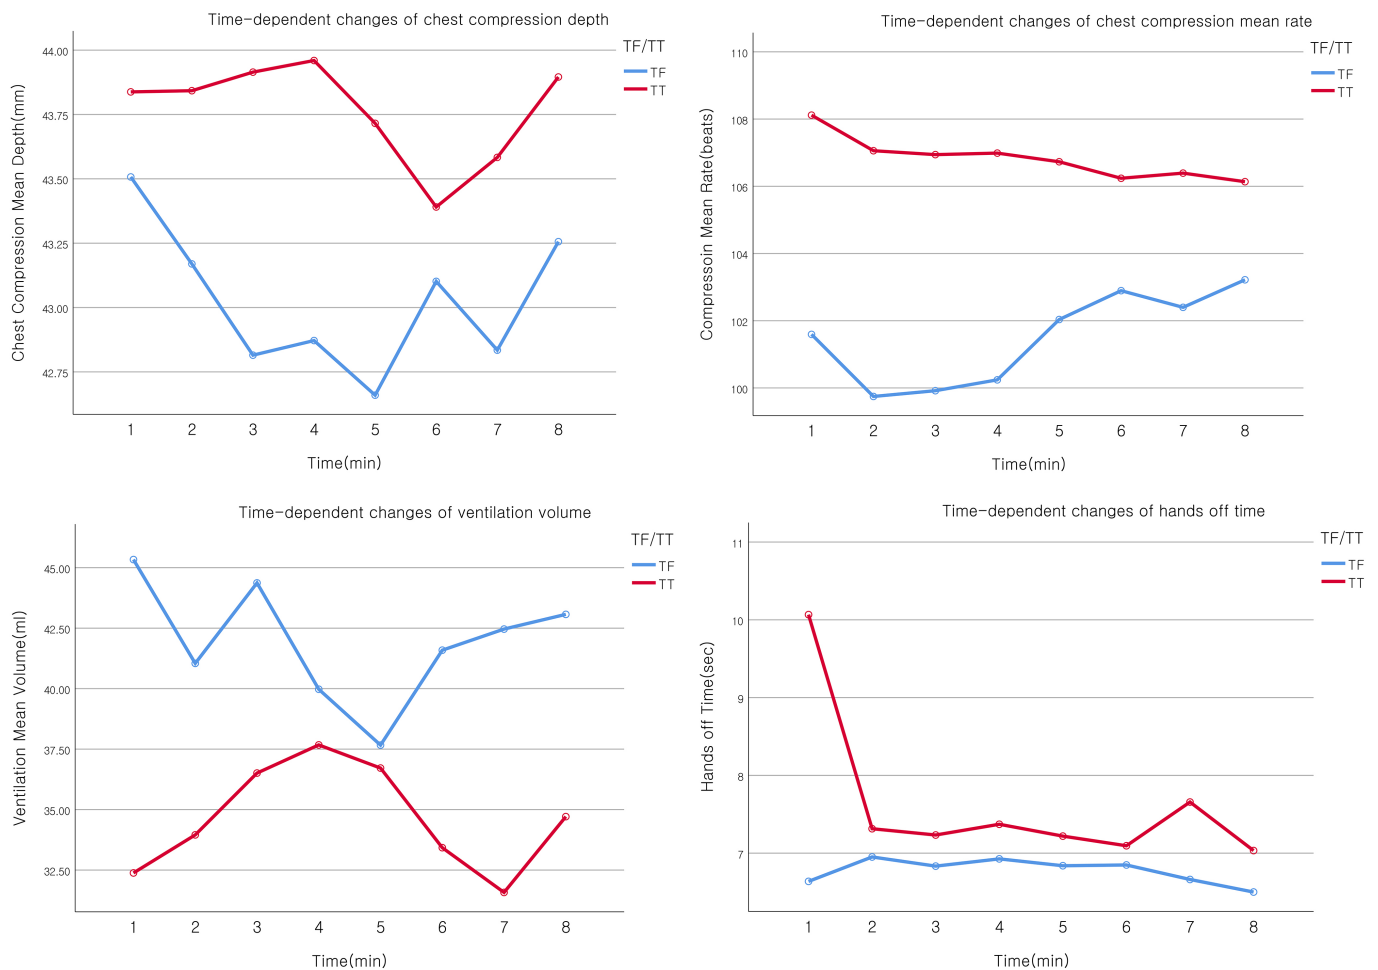 Time-dependent changes of chest compression depth
TF/TT
TF
TT
Chest Compression Mean Depth(mm)
44.00
43.75
43.50
43.25
43.00
42.75
1 2 3 4 5 6 7 8
Time(min)
Time-dependent changes of chest compression mean rate
TF/TT
TF
TT
Compressoin Mean Rate(beats)
110
108
106
104
102
100
1 2 3 4 5 6 7 8
Time(min)
Time-dependent changes of ventilation volume
TF/TT
TF
TT
Ventilation Mean Volume(ml)
45.00
42.50
40.00
37.50
35.00
32.50
1 2 3 4 5 6 7 8
Time(min)
Time-dependent changes of hands off time
TF/TT
TF
TT
Hands off Time(sec)
11
10
9
8
7
1 2 3 4 5 6 7 8
Time(min)